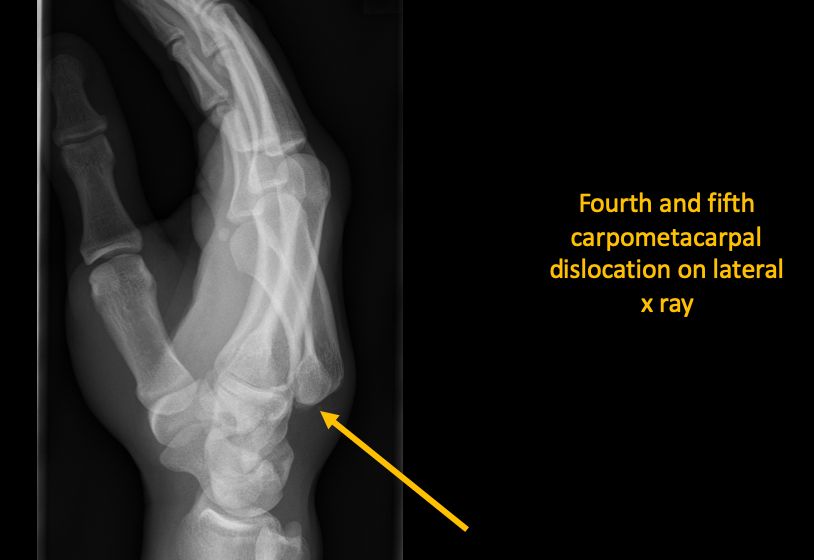 Fourth and fifth
carpometacarpal
dislocation on lateral
x ray